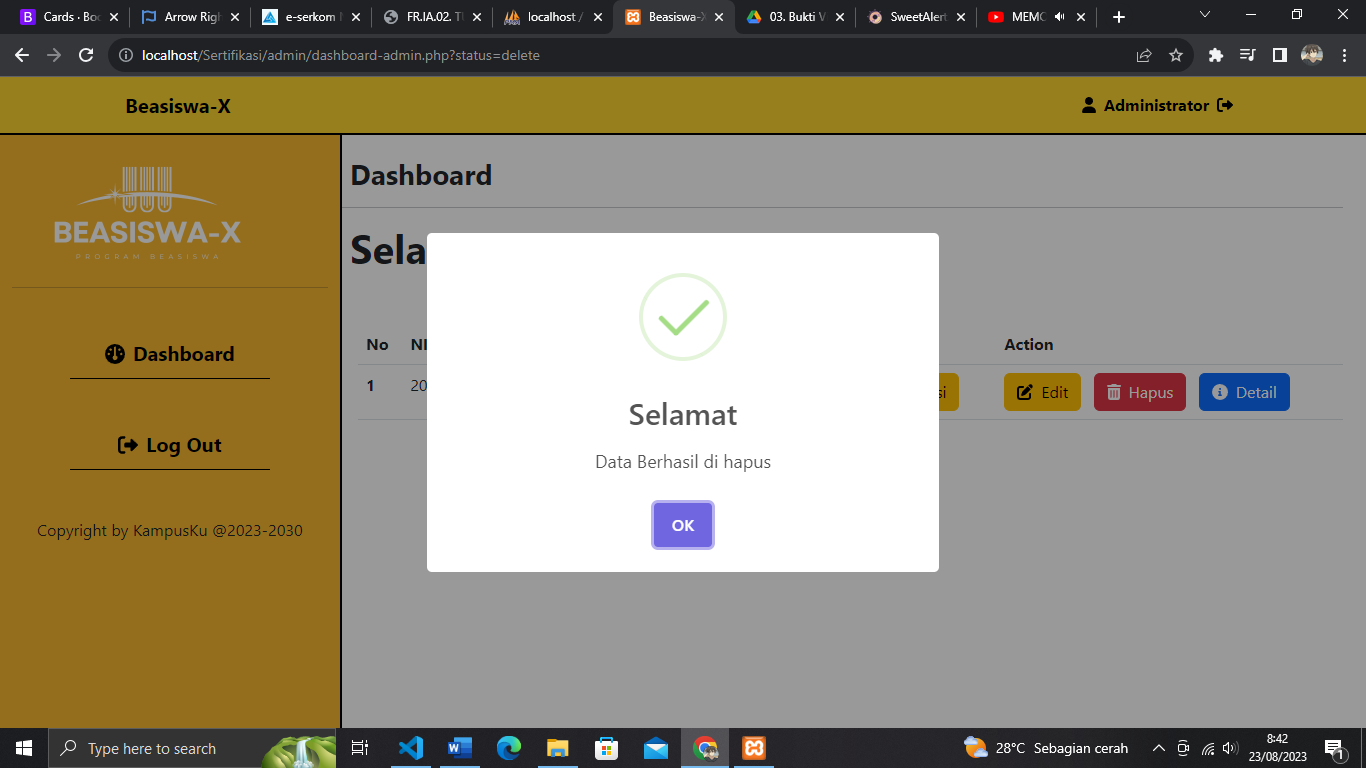 Cards · Bo
Arrow Righ
e-serkom
FR.IA.02. T
localhost /
Beasiswa-X
03. Bukti V
SweetAlert
MEMO
localhost/Sertifikasi/admin/dashboard-admin.php?status=delete
Beasiswa-X
Administrator
BEASISWA-X
PROGRAM BEASISWA
Dashboard
Log Out
Copyright by KampusKu @2023-2030
Dashboard
Sela
No
Action
1
20
si
Edit
Hapus
Detail
Selamat
Data Berhasil di hapus
OK
Type here to search
28°C Sebagian cerah
8:42
23/08/2023
1